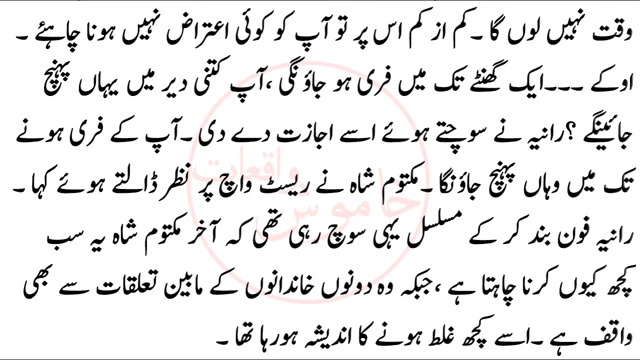 وقت نہیں لوں گا ۔کم از کم اس پر تو آپ کو کوئی اعتراض نہیں ہونا چاہئے ۔
اوکے ۔۔۔ایک گھنٹے تک میں فری ہو جاؤنگی ،آپ کتنی دیر میں یہاں پہنچ
جائینگے ؟رانیہ نے سوچتے ہوئے اسے اجازت دے دی ۔آپ کے فری ہونے
تک میں وہاں پہنچ جاؤنگا ۔مکتوم شاہ نے ریسٹ واچ پر نظر ڈالتے ہوئے کہا ۔
رانیہ فون بند کر کے مسلسل یہی سوچ رہی تھی کہ آخر مکتوم شاہ یہ سب
کچھ کیوں کرنا چاہتا ہے ،جبکہ وہ دونوں خاندانوں کے مابین تعلقات سے بھی
واقف ہے ۔اسے کچھ غلط ہونے کا اندیشہ ہورہا تھا ۔
خاموش
واقعات